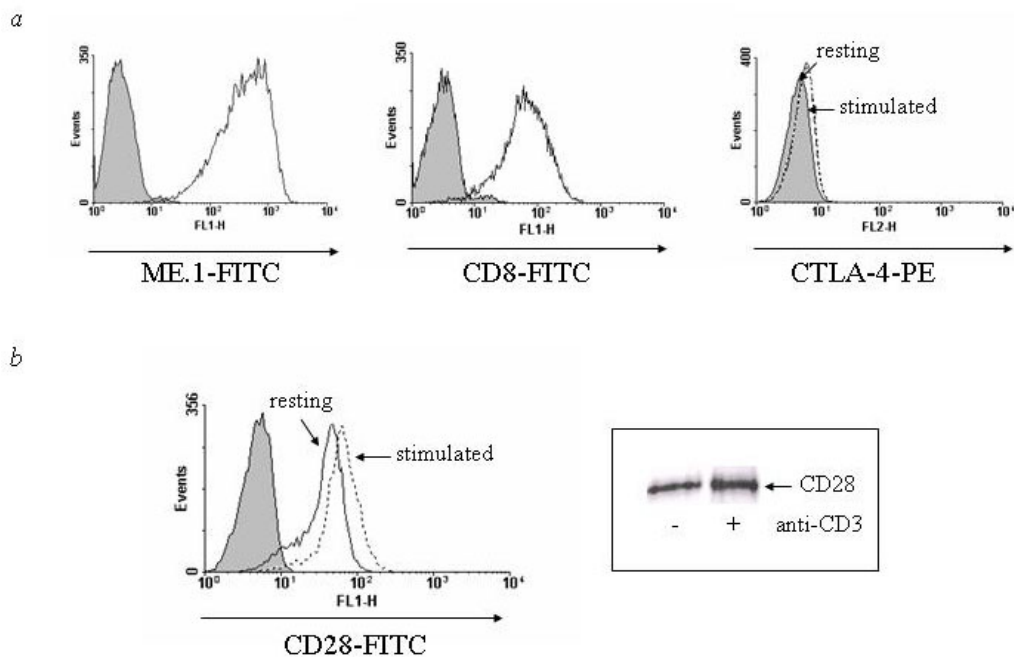 a
350
Events
0
10⁰ 10¹ 10² 10³ 10⁴
FL1-H
ME.1-FITC
350
Events
0
10⁰ 10¹ 10² 10³ 10⁴
FL1-H
CD8-FITC
400
Events
0
resting
stimulated
10⁰ 10¹ 10² 10³ 10⁴
FL2-H
CTLA-4-PE
b
356
Events
0
resting
stimulated
10⁰ 10¹ 10² 10³ 10⁴
FL1-H
CD28-FITC
CD28
- + anti-CD3